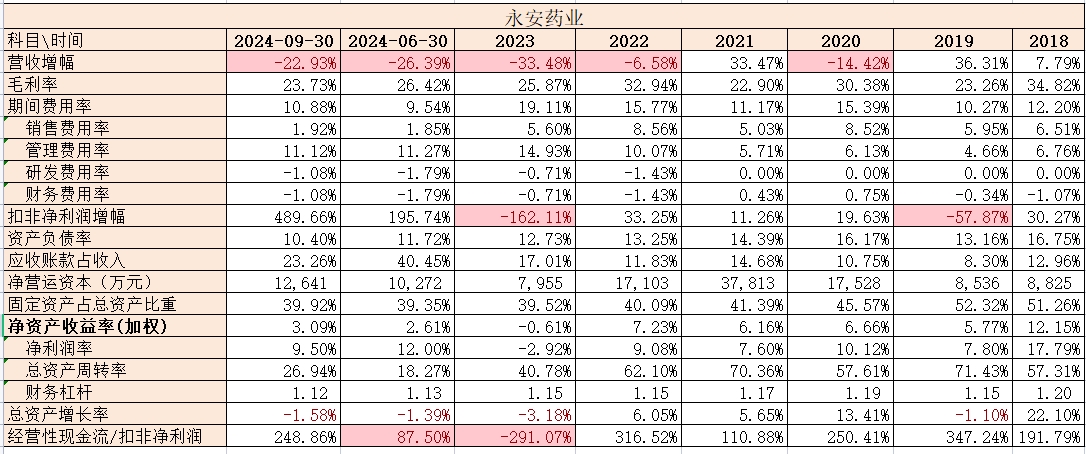 永安药业
科目\时间 2024-09-30 2024-06-30 2023 2022 2021 2020 2019 2018
营收增幅 -22.93% -26.39% -33.48% -6.58% 33.47% -14.42% 36.31% 7.79%
毛利率 23.73% 26.42% 25.87% 32.94% 22.90% 30.38% 23.26% 34.82%
期间费用率 10.88% 9.54% 19.11% 15.77% 11.17% 15.39% 10.27% 12.20%
销售费用率 1.92% 1.85% 5.60% 8.56% 5.03% 8.52% 5.95% 6.51%
管理费用率 11.12% 11.27% 14.93% 10.07% 5.71% 6.13% 4.66% 6.76%
研发费用率 -1.08% -1.79% -0.71% -1.43% 0.00% 0.00% 0.00% 0.00%
财务费用率 -1.08% -1.79% -0.71% -1.43% 0.43% 0.75% -0.34% -1.07%
扣非净利润增幅 489.66% 195.74% -162.11% 33.25% 11.26% 19.63% -57.87% 30.27%
资产负债率 10.40% 11.72% 12.73% 13.25% 14.39% 16.17% 13.16% 16.75%
应收账款占收入 23.26% 40.45% 17.01% 11.83% 14.68% 10.75% 8.30% 12.96%
净营运资本（万元） 12,641 10,272 7,955 17,103 37,813 17,528 8,536 8,825
固定资产占总资产比重 39.92% 39.35% 39.52% 40.09% 41.39% 45.57% 52.32% 51.26%
净资产收益率(加权) 3.09% 2.61% -0.61% 7.23% 6.16% 6.66% 5.77% 12.15%
净利润率 9.50% 12.00% -2.92% 9.08% 7.60% 10.12% 7.80% 17.79%
总资产周转率 26.94% 18.27% 40.78% 62.10% 70.36% 57.61% 71.43% 57.31%
财务杠杆 1.12 1.13 1.15 1.15 1.17 1.19 1.15 1.20
总资产增长率 -1.58% -1.39% -3.18% 6.05% 5.65% 13.41% -1.10% 22.10%
经营性现金流/扣非净利润 248.86% 87.50% -291.07% 316.52% 110.88% 250.41% 347.24% 191.79%